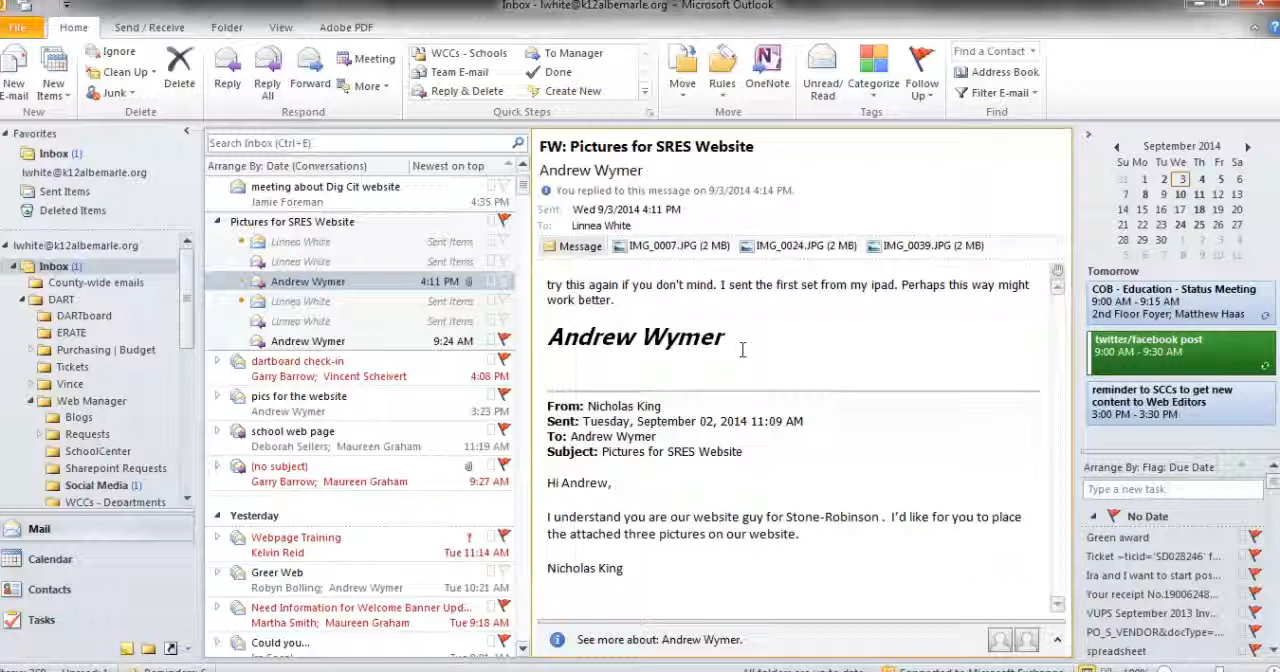 Inbox - lwhite@k12albemarle.org - Microsoft Outlook
File Home Send / Receive Folder View Adobe PDF
New E-mail
New Items
New
Ignore
Clean Up
Junk
Delete
Delete
Reply
Reply All
Forward
Meeting
More
Respond
WCCs - Schools
Team E-mail
Reply & Delete
To Manager
Done
Create New
Quick Steps
Move
Rules
OneNote
Move
Unread/ Read
Categorize
Follow Up
Tags
Find a Contact
Address Book
Filter E-mail
Find
Favorites
Inbox (1)
lwhite@k12albemarle.org
Sent Items
Deleted Items
lwhite@k12albemarle.org
Inbox (1)
County-wide emails
DART
DARTboard
ERATE
Purchasing | Budget
Tickets
Vince
Web Manager
Blogs
Requests
SchoolCenter
Sharepoint Requests
Social Media (1)
WCCs - Departments
Mail
Calendar
Contacts
Tasks
Search Inbox (Ctrl+E)
Arrange By: Date (Conversations) Newest on top
meeting about Dig Cit website
Jamie Foreman 4:35 PM
Pictures for SRES Website
Linnea White Sent Items
Linnea White Sent Items
Andrew Wymer 4:11 PM
Linnea White Sent Items
Linnea White Sent Items
Andrew Wymer 9:24 AM
dartboard check-in
Garry Barrow; Vincent Scheivert 4:08 PM
pics for the website
Andrew Wymer 3:23 PM
school web page
Deborah Sellers; Maureen Graham 11:19 AM
(no subject)
Garry Barrow; Maureen Graham 9:27 AM
Yesterday
Webpage Training
Kelvin Reid Tue 11:14 AM
Greer Web
Robyn Bolling; Andrew Wymer Tue 10:21 AM
Need Information for Welcome Banner Upd...
Martha Smith; Maureen Graham Tue 9:18 AM
Could you...
FW: Pictures for SRES Website
Andrew Wymer
You replied to this message on 9/3/2014 4:14 PM.
Sent: Wed 9/3/2014 4:11 PM
To: Linnea White
Message IMG_0007.JPG (2 MB) IMG_0024.JPG (2 MB) IMG_0039.JPG (2 MB)
try this again if you don't mind. I sent the first set from my ipad. Perhaps this way might
work better.
Andrew Wymer
From: Nicholas King
Sent: Tuesday, September 02, 2014 11:09 AM
To: Andrew Wymer
Subject: Pictures for SRES Website
Hi Andrew,
I understand you are our website guy for Stone-Robinson . I'd like for you to place
the attached three pictures on our website.
Nicholas King
See more about: Andrew Wymer.
September 2014
Su Mo Tu We Th Fr Sa
31 1 2 3 4 5 6
7 8 9 10 11 12 13
14 15 16 17 18 19 20
21 22 23 24 25 26 27
28 29 30 1 2 3 4
5 6 7 8 9 10 11
Tomorrow
COB - Education - Status Meeting
9:00 AM - 9:15 AM
2nd Floor Foyer; Matthew Haas
twitter/facebook post
9:00 AM - 9:30 AM
reminder to SCCs to get new
content to Web Editors
3:00 PM - 3:30 PM
Arrange By: Flag: Due Date
Type a new task
No Date
Green award
Ticket ~ticid='SD028246' f...
Ira and I want to start pos...
Your receipt No.19006248...
VUPS September 2013 Inv...
PO_S_VENDOR&docType=...
spreadsheet